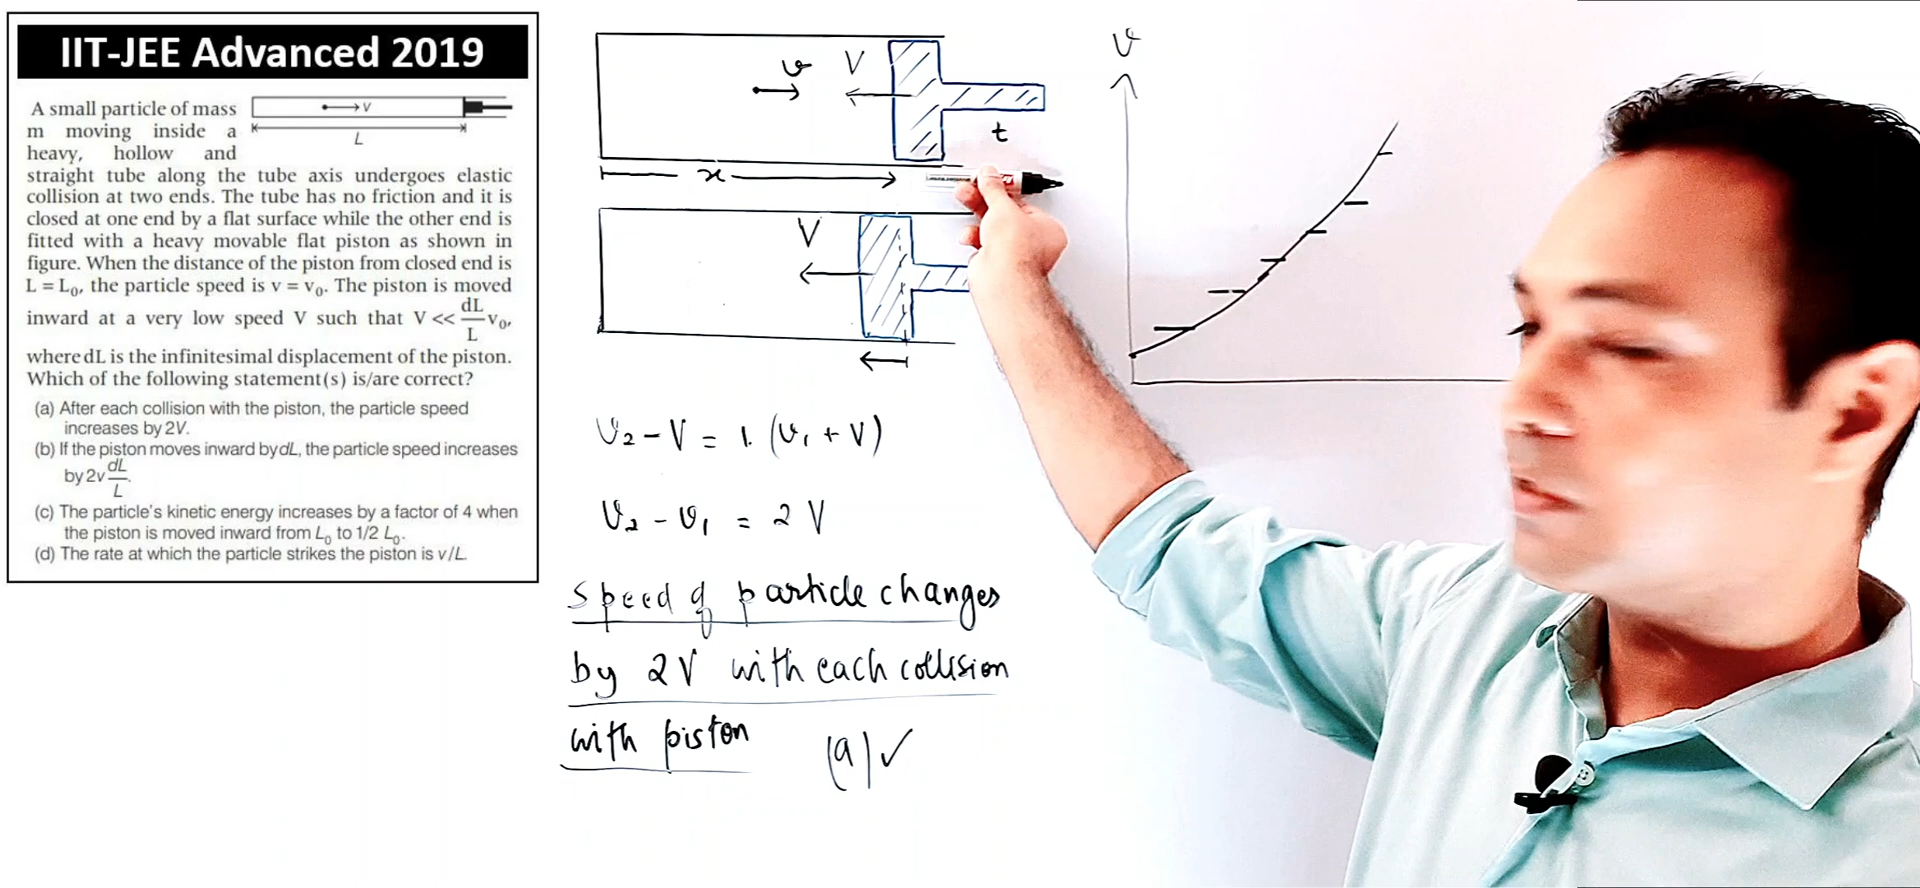 IIT-JEE Advanced 2019
A small particle of mass
m moving inside a
heavy, hollow and
straight tube along the tube axis undergoes elastic
collision at two ends. The tube has no friction and it is
closed at one end by a flat surface while the other end is
fitted with a heavy movable flat piston as shown in
figure. When the distance of the piston from closed end is
L = L₀, the particle speed is v = v₀. The piston is moved
inward at a very low speed V such that V << dL/L v₀,
where dL is the infinitesimal displacement of the piston.
Which of the following statement(s) is/are correct?
(a) After each collision with the piston, the particle speed
increases by 2V.
(b) If the piston moves inward by dL, the particle speed increases
by 2v dL/L.
(c) The particle's kinetic energy increases by a factor of 4 when
the piston is moved inward from L₀ to 1/2 L₀.
(d) The rate at which the particle strikes the piston is v/L.
v
L
v
V
t
x
V
v₂ - V = 1. (v₁ + V)
v₂ - v₁ = 2V
Speed of particle changes
by 2V with each collision
with piston (a) ✓
v